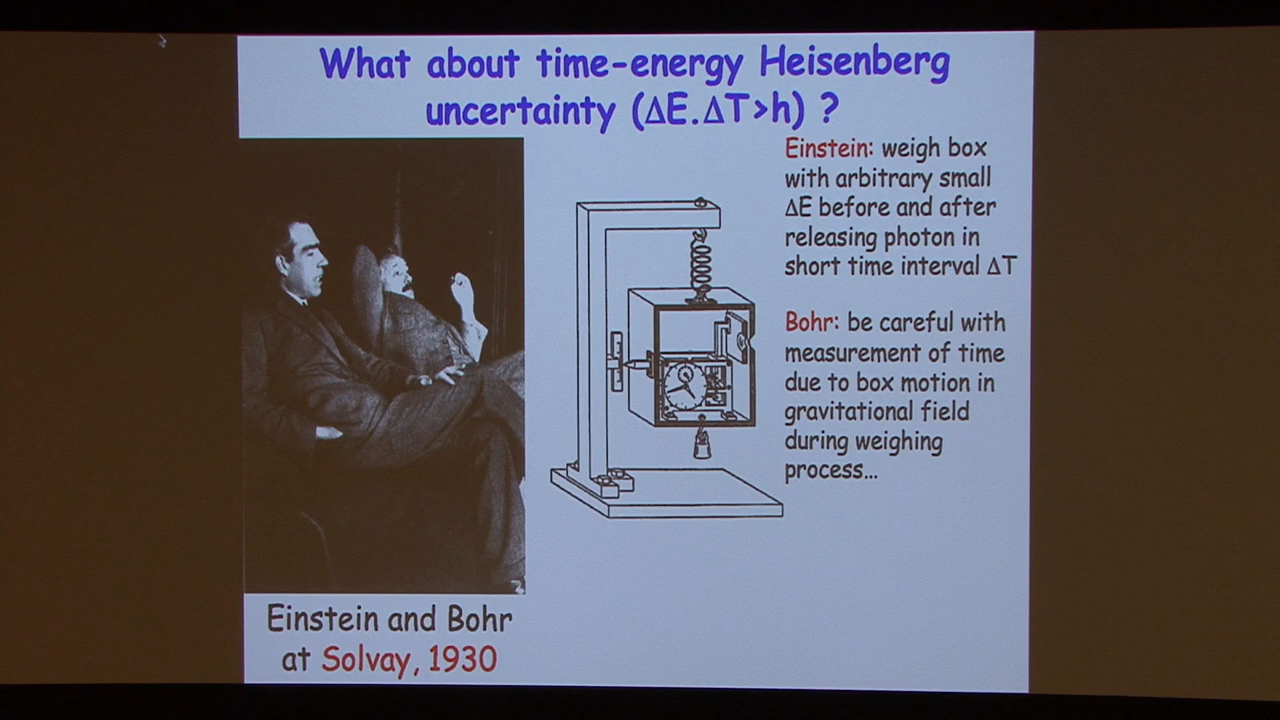 What about time-energy Heisenberg
uncertainty (ΔE.ΔT>h) ?
Einstein: weigh box
with arbitrary small
ΔE before and after
releasing photon in
short time interval ΔT
Bohr: be careful with
measurement of time
due to box motion in
gravitational field
during weighing
process...
Einstein and Bohr
at Solvay, 1930